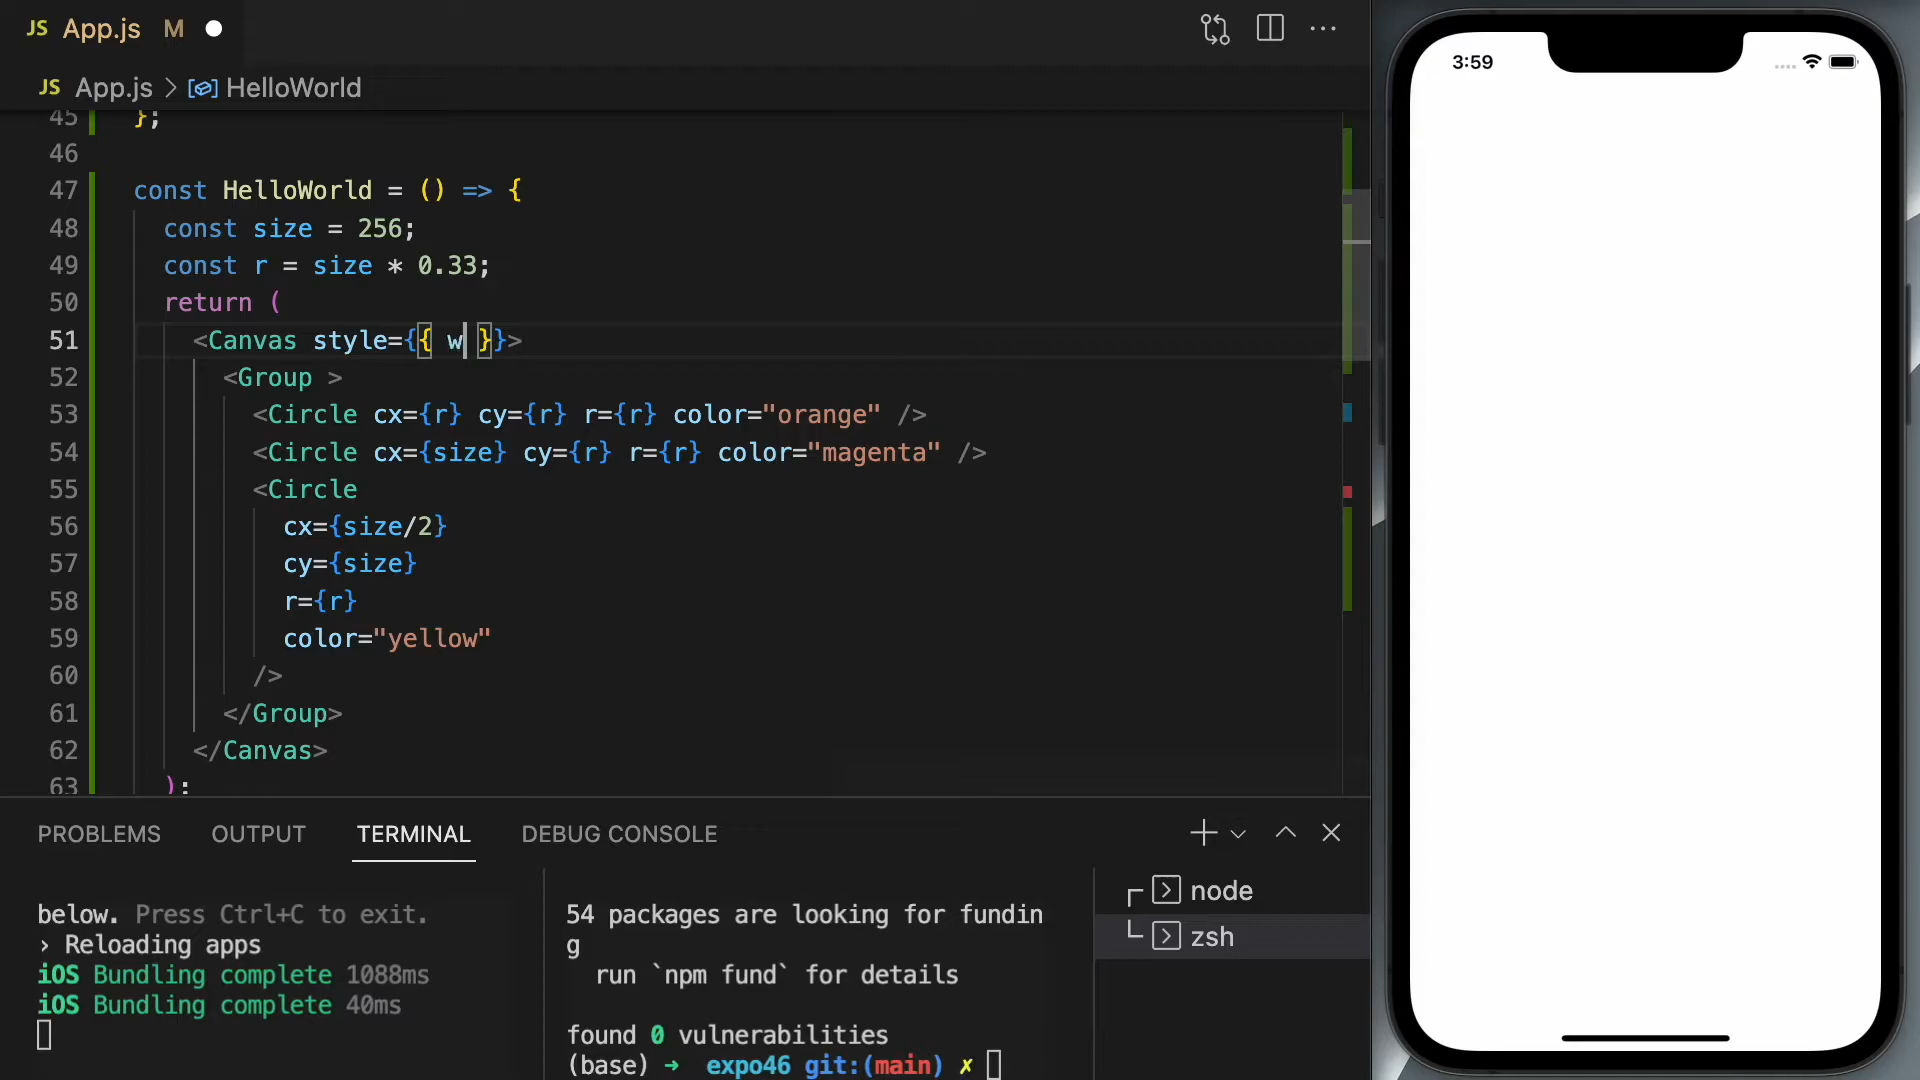 JS App.js M
JS App.js > HelloWorld
45 };
46
47 const HelloWorld = () => {
48 const size = 256;
49 const r = size * 0.33;
50 return (
51 <Canvas style={{ w }}>
52 <Group >
53 <Circle cx={r} cy={r} r={r} color="orange" />
54 <Circle cx={size} cy={r} r={r} color="magenta" />
55 <Circle
56 cx={size/2}
57 cy={size}
58 r={r}
59 color="yellow"
60 />
61 </Group>
62 </Canvas>
63 );
PROBLEMS OUTPUT TERMINAL DEBUG CONSOLE
below. Press Ctrl+C to exit.
› Reloading apps
iOS Bundling complete 1088ms
iOS Bundling complete 40ms
54 packages are looking for fundin
g
run `npm fund` for details
found 0 vulnerabilities
(base) ➜ expo46 git:(main) ✗
node
zsh
3:59